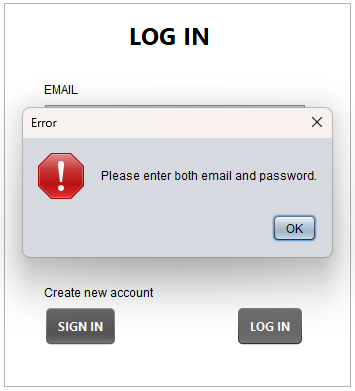 LOG IN
EMAIL
Error
Please enter both email and password.
OK
Create new account
SIGN IN
LOG IN